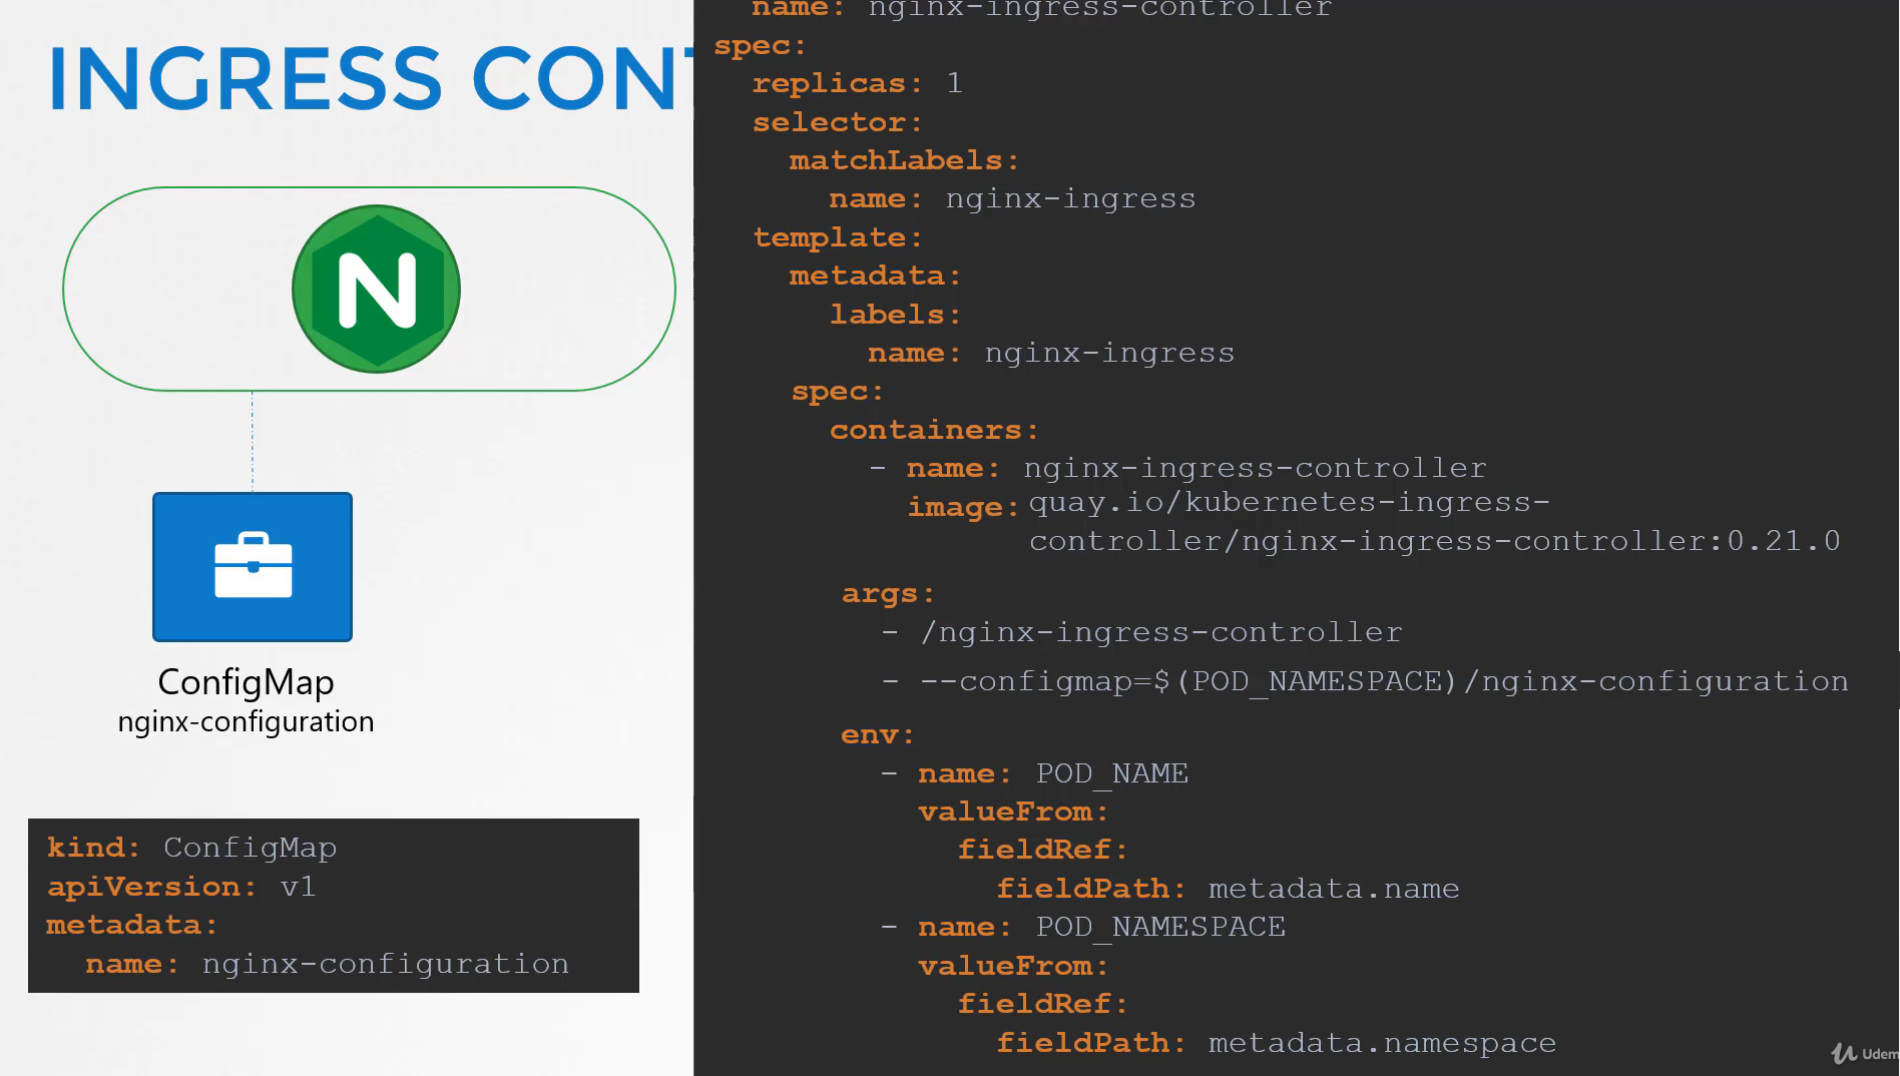 INGRESS CONT
N
ConfigMap
nginx-configuration
kind: ConfigMap
apiVersion: v1
metadata:
  name: nginx-configuration
  name: nginx-ingress-controller
spec:
  replicas: 1
  selector:
    matchLabels:
      name: nginx-ingress
  template:
    metadata:
      labels:
        name: nginx-ingress
    spec:
      containers:
        - name: nginx-ingress-controller
          image: quay.io/kubernetes-ingress-
controller/nginx-ingress-controller:0.21.0
      args:
        - /nginx-ingress-controller
        - --configmap=$(POD_NAMESPACE)/nginx-configuration
      env:
        - name: POD_NAME
          valueFrom:
            fieldRef:
              fieldPath: metadata.name
        - name: POD_NAMESPACE
          valueFrom:
            fieldRef:
              fieldPath: metadata.namespace
Udem